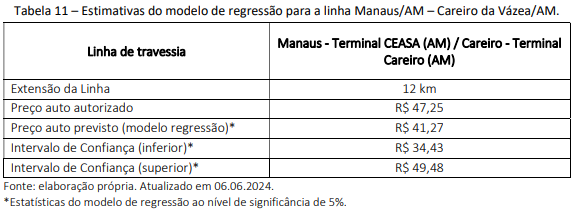 Tabela 11 – Estimativas do modelo de regressão para a linha Manaus/AM – Careiro da Vázea/AM.
Linha de travessia
Manaus - Terminal CEASA (AM) / Careiro - Terminal
Careiro (AM)
Extensão da Linha 12 km
Preço auto autorizado R$ 47,25
Preço auto previsto (modelo regressão)* R$ 41,27
Intervalo de Confiança (inferior)* R$ 34,43
Intervalo de Confiança (superior)* R$ 49,48
Fonte: elaboração própria. Atualizado em 06.06.2024.
*Estatísticas do modelo de regressão ao nível de significância de 5%.